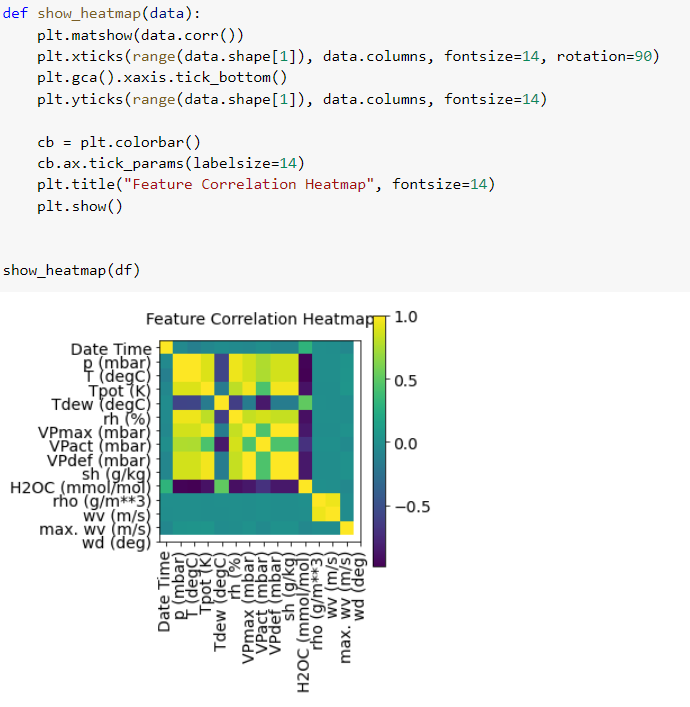 def show_heatmap(data):
    plt.matshow(data.corr())
    plt.xticks(range(data.shape[1]), data.columns, fontsize=14, rotation=90)
    plt.gca().xaxis.tick_bottom()
    plt.yticks(range(data.shape[1]), data.columns, fontsize=14)
    cb = plt.colorbar()
    cb.ax.tick_params(labelsize=14)
    plt.title("Feature Correlation Heatmap", fontsize=14)
    plt.show()
show_heatmap(df)
Feature Correlation Heatmap
1.0
0.5
0.0
−0.5
Date Time
p (mbar)
T (degC)
Tpot (K)
Tdew (degC)
rh (%)
VPmax (mbar)
VPact (mbar)
VPdef (mbar)
sh (g/kg)
H2OC (mmol/mol)
rho (g/m**3)
wv (m/s)
max. wv (m/s)
wd (deg)
Date Time
p (mbar)
T (degC)
Tpot (K)
Tdew (degC)
rh (%)
VPmax (mbar)
VPact (mbar)
VPdef (mbar)
sh (g/kg)
H2OC (mmol/mol)
rho (g/m**3)
wv (m/s)
max. wv (m/s)
wd (deg)